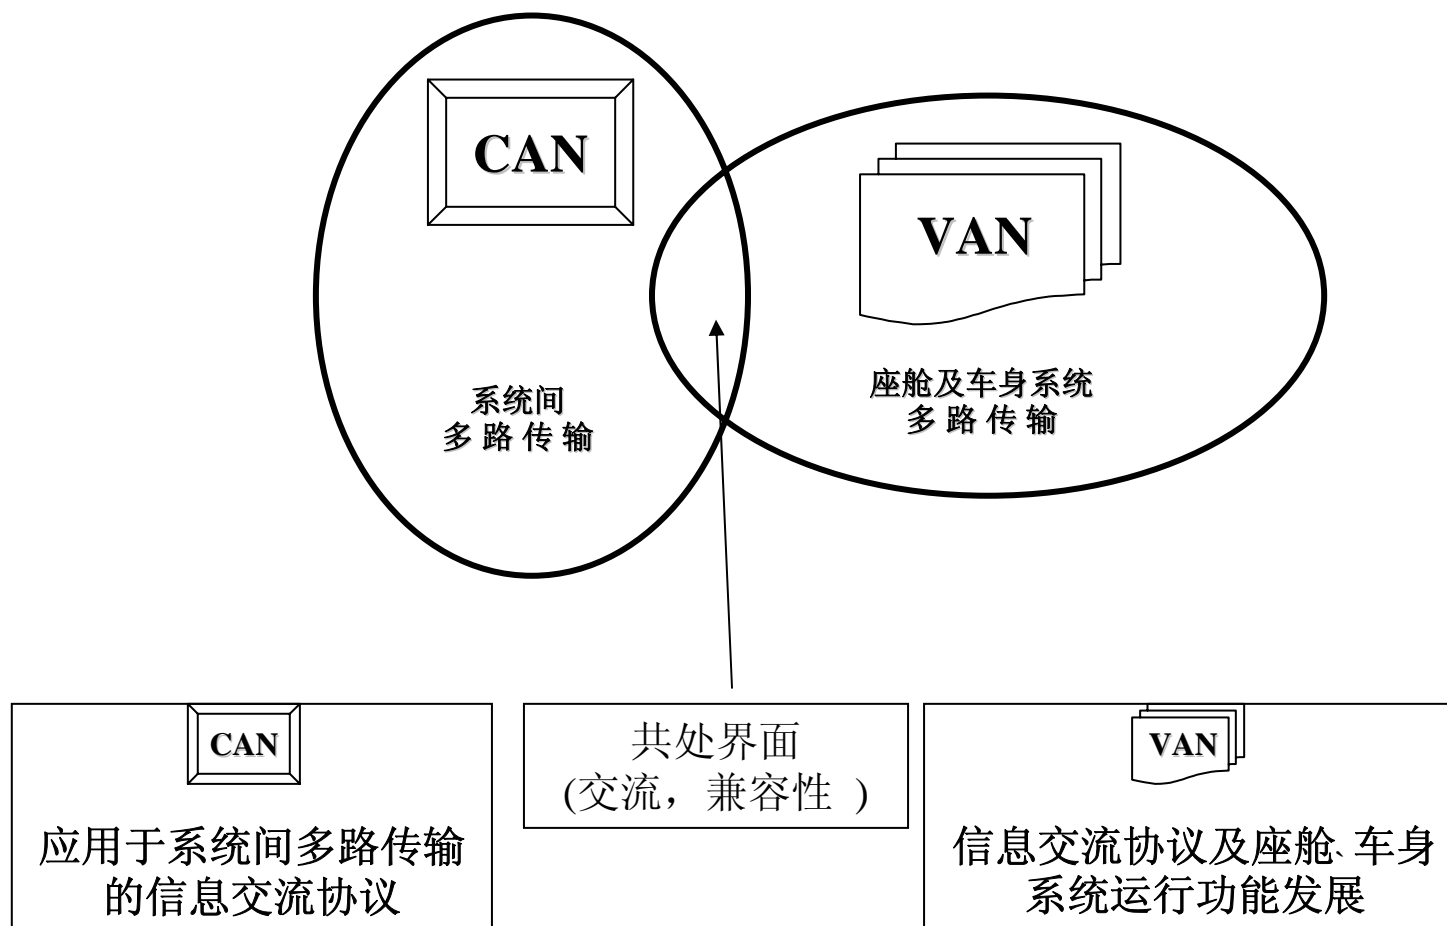 CAN
系统间
多 路 传 输
VAN
座舱及车身系统
多 路 传 输
CAN
应用于系统间多路传输
的信息交流协议
共处界面
(交流，兼容性 )
VAN
信息交流协议及座舱、车身
系统运行功能发展